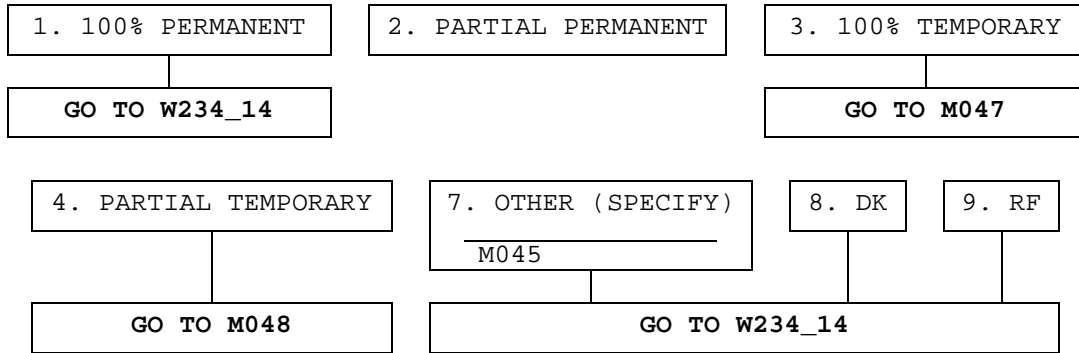 1. 100% PERMANENT
2. PARTIAL PERMANENT
3. 100% TEMPORARY
GO TO W234_14
GO TO M047
4. PARTIAL TEMPORARY
7. OTHER (SPECIFY)
8. DK
9. RF
M045
GO TO M048
GO TO W234_14